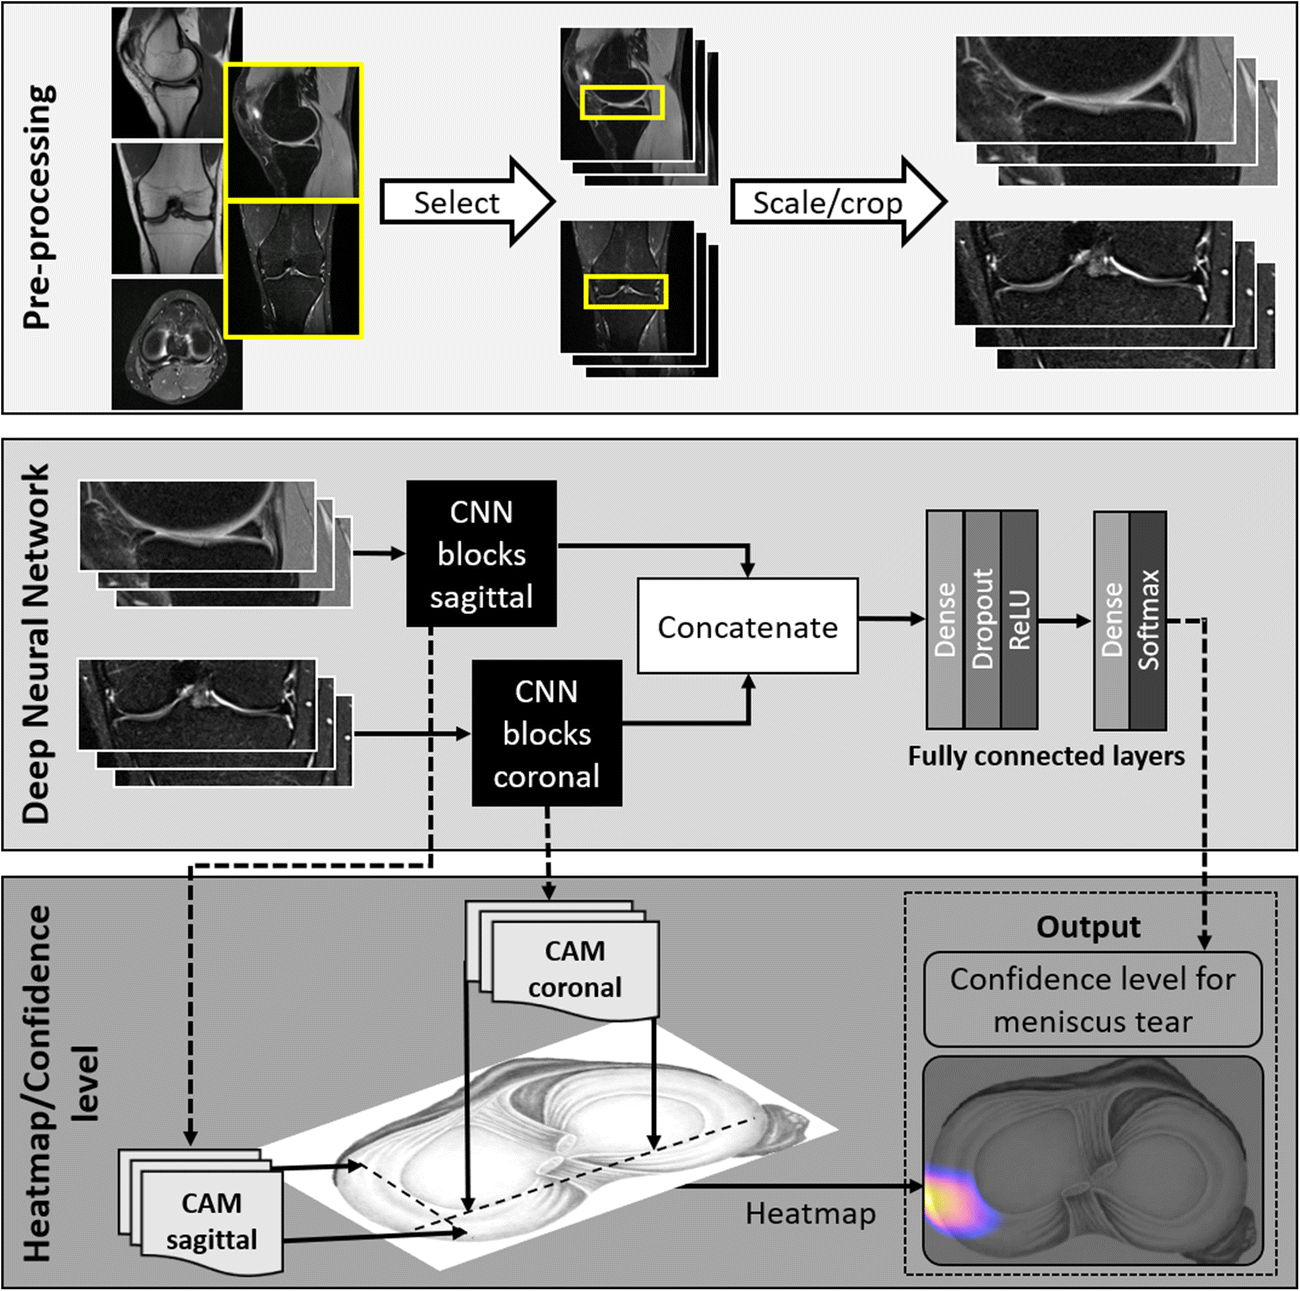 Pre-processing
Select
Scale/crop
Deep Neural Network
CNN
blocks
sagittal
CNN
blocks
coronal
Concatenate
Dense
Dropout
ReLU
Dense
Softmax
Fully connected layers
Heatmap/Confidence
level
CAM
coronal
CAM
sagittal
Heatmap
Output
Confidence level for
meniscus tear